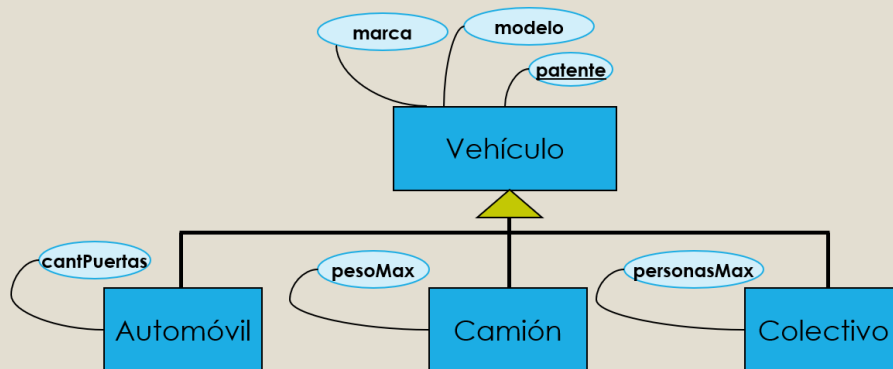 marca
modelo
patente
Vehículo
cantPuertas
pesoMax
personasMax
Automóvil
Camión
Colectivo